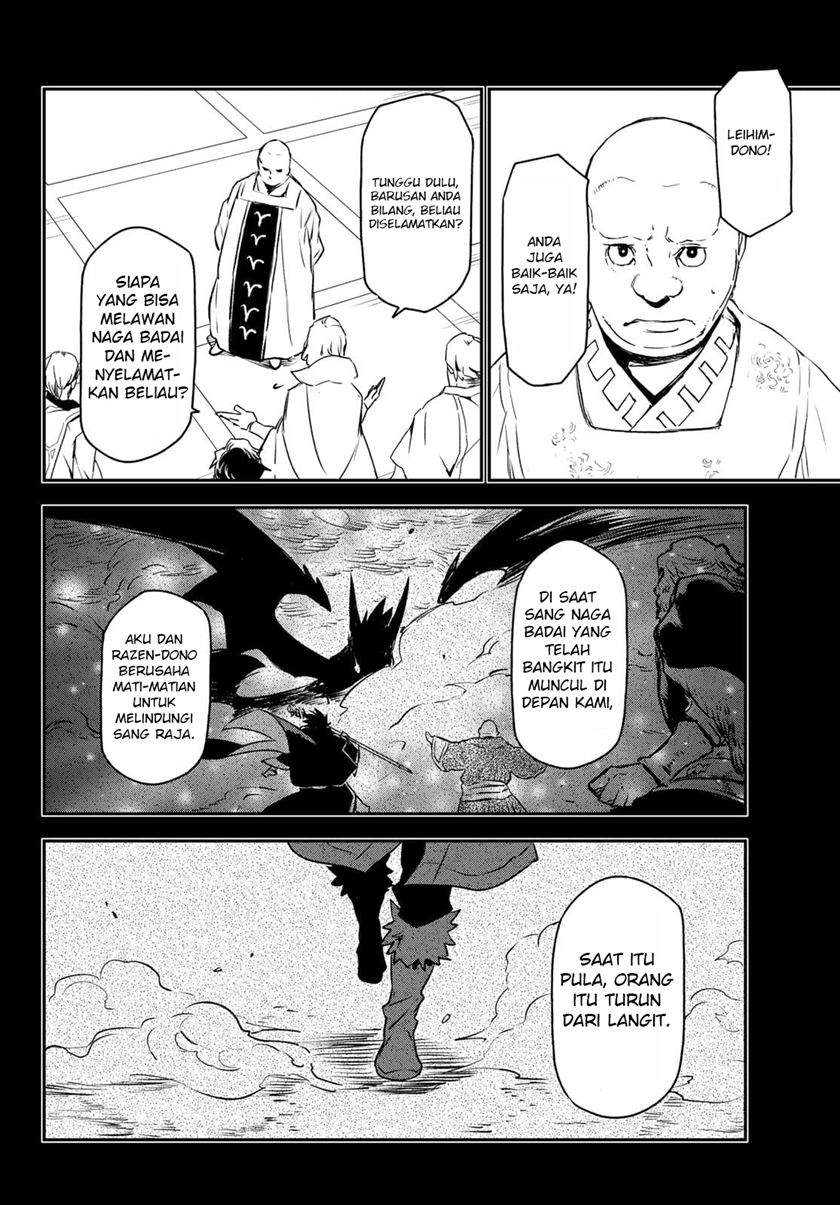 LEIHIM-
DONO!
ANDA
JUGA
BAIK-BAIK
SAJA, YA!
TUNGGU DULU,
BARUSAN ANDA
BILANG, BELIAU
DISELAMATKAN?
SIAPA
YANG BISA
MELAWAN
NAGA BADAI
DAN ME-
NYELAMAT-
KAN BELIAU?
DI SAAT
SANG NAGA
BADAI YANG
TELAH
BANGKIT ITU
MUNCUL DI
DEPAN KAMI,
AKU DAN
RAZEN-DONO
BERUSAHA
MATI-MATIAN
UNTUK
MELINDUNGI
SANG RAJA.
SAAT ITU
PULA, ORANG
ITU TURUN
DARI LANGIT.